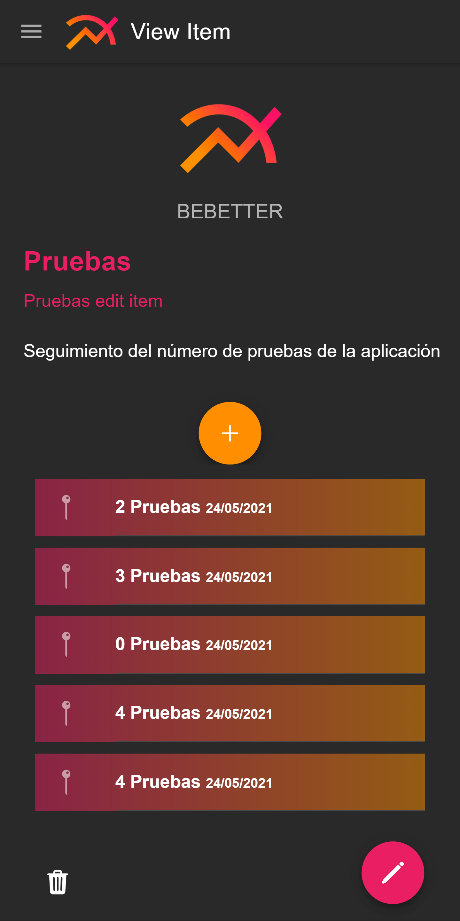 View Item
BEBETTER
Pruebas
Pruebas edit item
Seguimiento del número de pruebas de la aplicación
2 Pruebas 24/05/2021
3 Pruebas 24/05/2021
0 Pruebas 24/05/2021
4 Pruebas 24/05/2021
4 Pruebas 24/05/2021